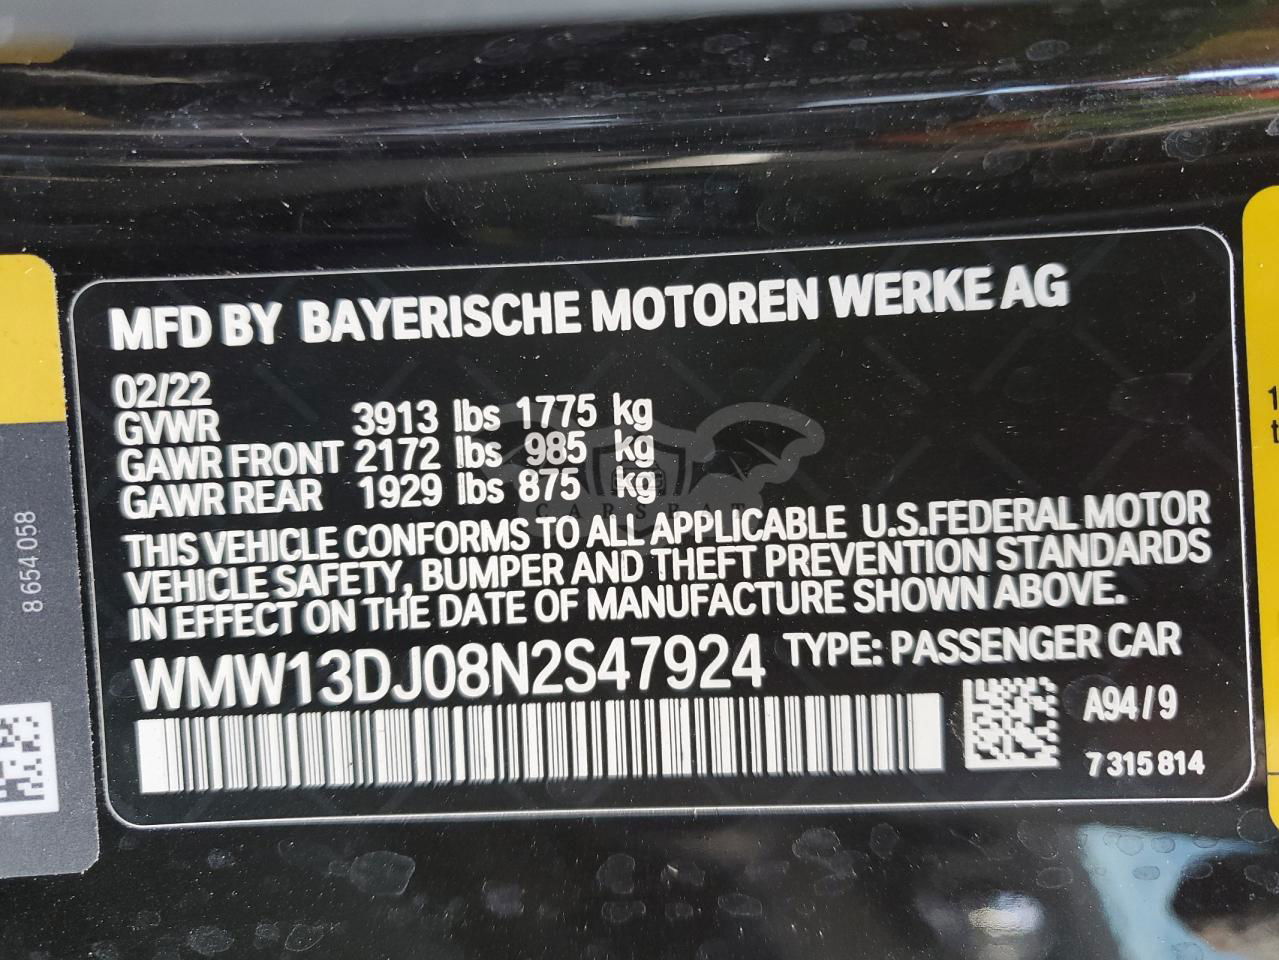 MFD BY BAYERISCHE MOTOREN WERKE AG
02/22
GVWR 3913 lbs 1775 kg
GAWR FRONT 2172 lbs 985 kg
GAWR REAR 1929 lbs 875 kg
THIS VEHICLE CONFORMS TO ALL APPLICABLE U.S.FEDERAL MOTOR
VEHICLE SAFETY, BUMPER AND THEFT PREVENTION STANDARDS
IN EFFECT ON THE DATE OF MANUFACTURE SHOWN ABOVE.
WMW13DJ08N2S47924 TYPE: PASSENGER CAR
A94/9
7 315 814
8 654 058